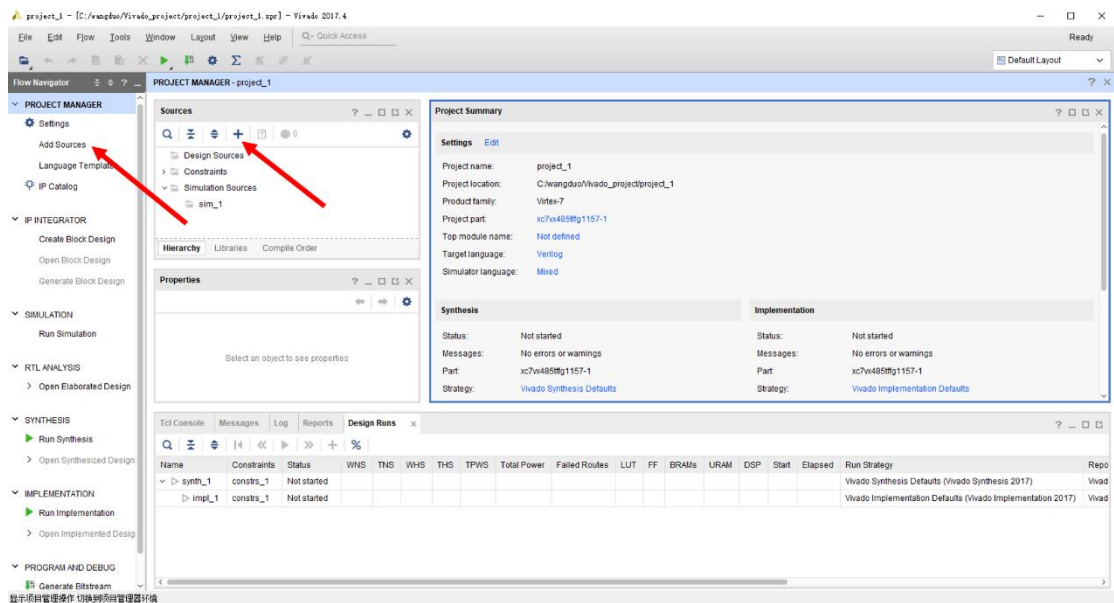 project_1 - [C:/wangduo/Vivado_project/project_1/project_1.xpr] - Vivado 2017.4
File Edit Flow Tools Window Layout View Help Q- Quick Access Ready
Default Layout
Flow Navigator
PROJECT MANAGER - project_1
PROJECT MANAGER
Settings
Add Sources
Language Templates
IP Catalog
IP INTEGRATOR
Create Block Design
Open Block Design
Generate Block Design
SIMULATION
Run Simulation
RTL ANALYSIS
Open Elaborated Design
SYNTHESIS
Run Synthesis
Open Synthesized Design
IMPLEMENTATION
Run Implementation
Open Implemented Desig
PROGRAM AND DEBUG
Generate Bitstream
Sources
0
Design Sources
Constraints
Simulation Sources
sim_1
Hierarchy Libraries Compile Order
Properties
Select an object to see properties
Project Summary
Settings Edit
Project name: project_1
Project location: C:/wangduo/Vivado_project/project_1
Product family: Virtex-7
Project part: xc7vx485tffg1157-1
Top module name: Not defined
Target language: Verilog
Simulator language: Mixed
Synthesis
Status: Not started
Messages: No errors or warnings
Part: xc7vx485tffg1157-1
Strategy: Vivado Synthesis Defaults
Implementation
Status: Not started
Messages: No errors or warnings
Part: xc7vx485tffg1157-1
Strategy: Vivado Implementation Defaults
Tcl Console Messages Log Reports Design Runs
Name Constraints Status WNS TNS WHS THS TPWS Total Power Failed Routes LUT FF BRAMs URAM DSP Start Elapsed Run Strategy Repo
synth_1 constrs_1 Not started Vivado Synthesis Defaults (Vivado Synthesis 2017) Vivad
impl_1 constrs_1 Not started Vivado Implementation Defaults (Vivado Implementation 2017) Vivad
显示项目管理操作 切换到项目管理器环境